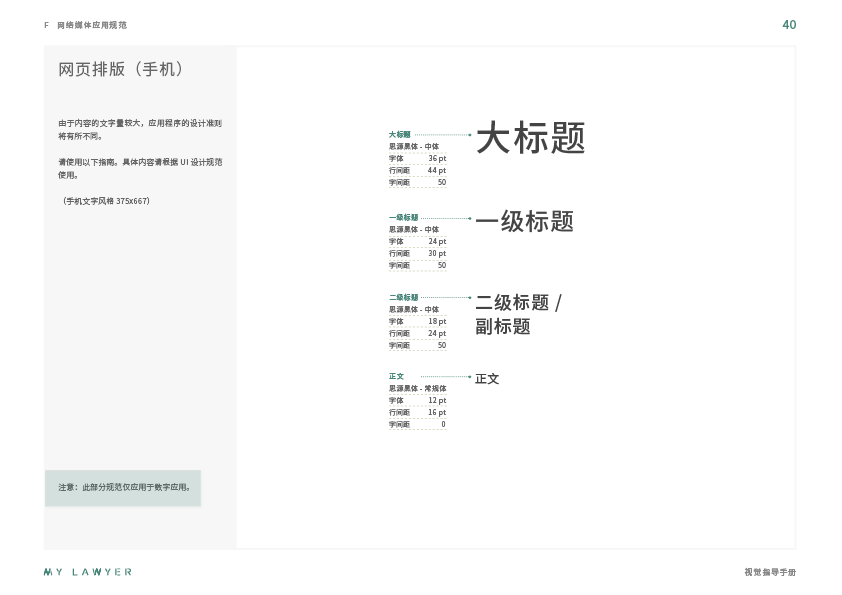 F 网络媒体应用规范
40
网页排版（手机）
由于内容的文字量较大，应用程序的设计准则
将有所不同。
请使用以下指南。具体内容请根据 UI 设计规范
使用。
（手机文字风格 375x667）
注意：此部分规范仅应用于数字应用。
大标题
思源黑体 - 中体
字体 36 pt
行间距 44 pt
字间距 50
大标题
一级标题
思源黑体 - 中体
字体 24 pt
行间距 30 pt
字间距 50
一级标题
二级标题
思源黑体 - 中体
字体 18 pt
行间距 24 pt
字间距 50
二级标题 /
副标题
正文
思源黑体 - 常规体
字体 12 pt
行间距 16 pt
字间距 0
正文
MY LAWYER
视觉指导手册